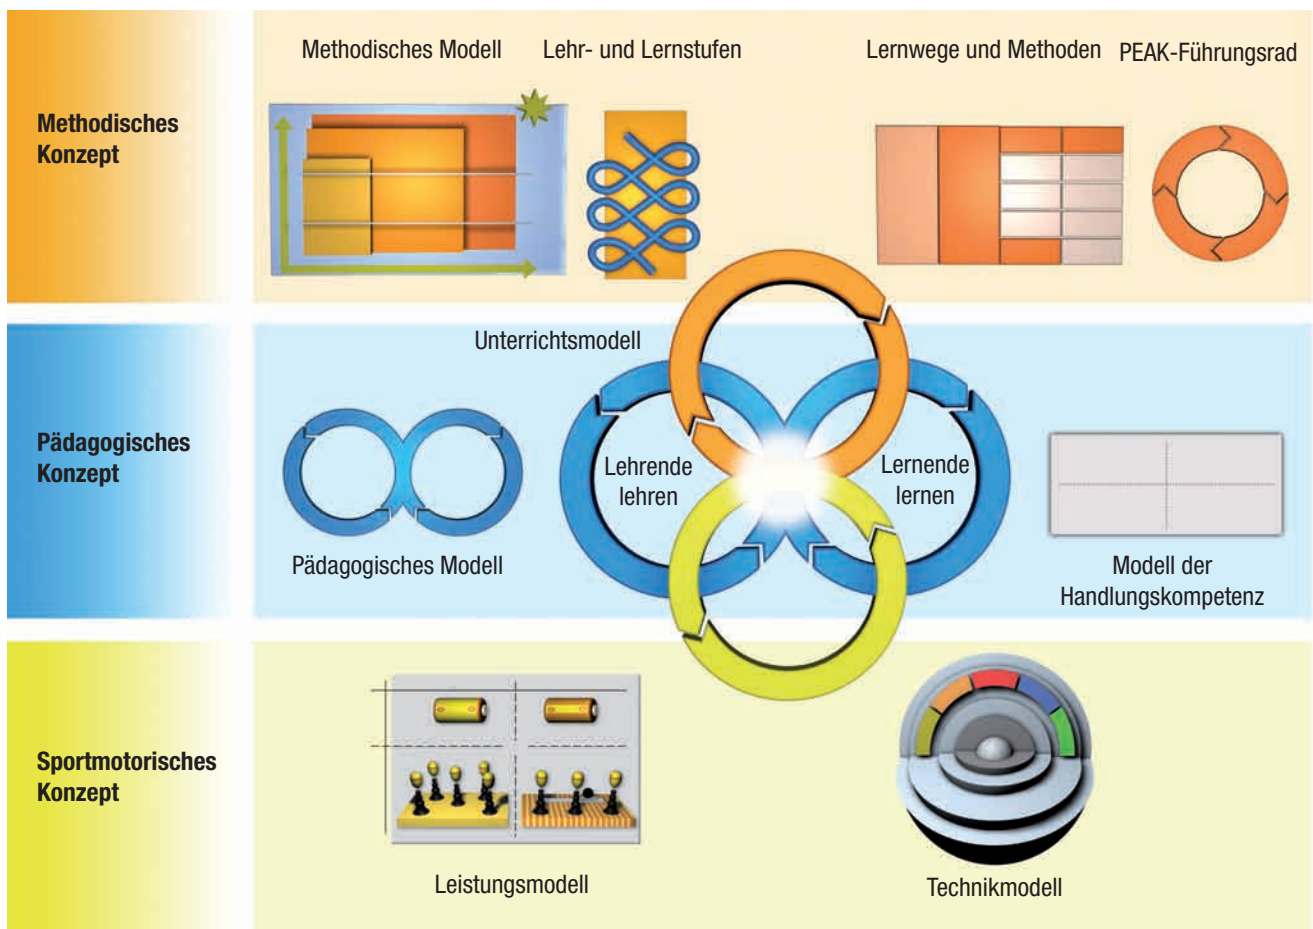 Methodisches Modell
Lehr- und Lernstufen
Lernwege und Methoden
PEAK-Führungsrad
Methodisches
Konzept
Unterrichtsmodell
Pädagogisches
Konzept
Lehrende
lehren
Lernende
lernen
Pädagogisches Modell
Modell der
Handlungskompetenz
Sportmotorisches
Konzept
Leistungsmodell
Technikmodell